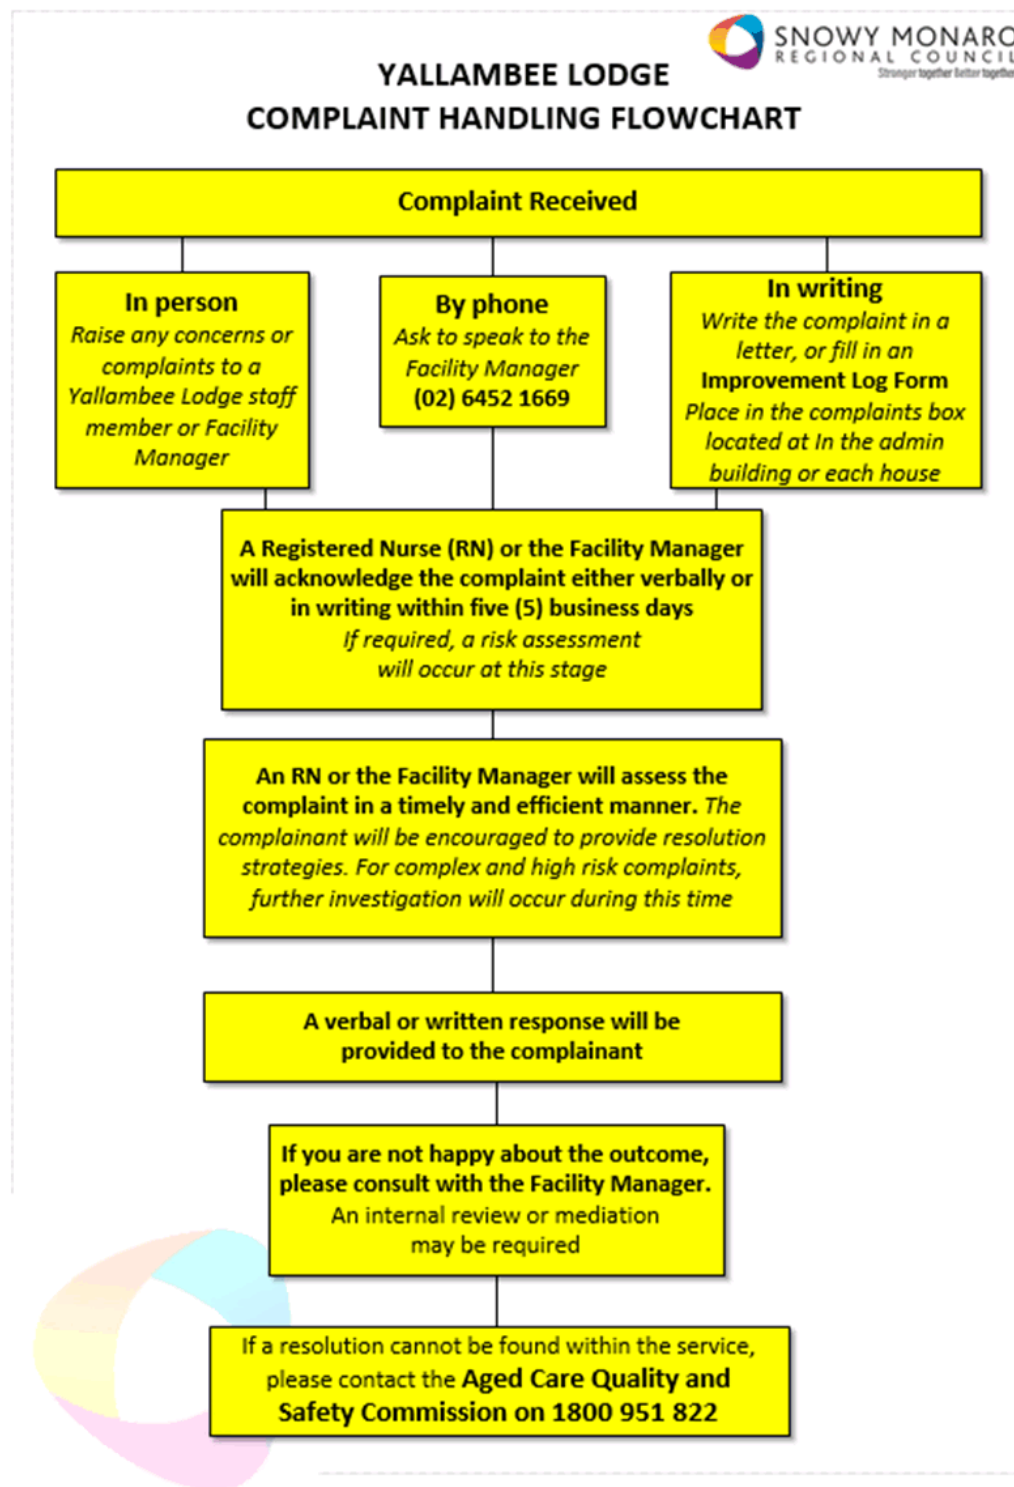 SNOWY MONARO
REGIONAL COUNCIL
Stronger together Better together
YALLAMBEE LODGE
COMPLAINT HANDLING FLOWCHART
Complaint Received
In person
Raise any concerns or
complaints to a
Yallambee Lodge staff
member or Facility
Manager
By phone
Ask to speak to the
Facility Manager
(02) 6452 1669
In writing
Write the complaint in a
letter, or fill in an
Improvement Log Form
Place in the complaints box
located at In the admin
building or each house
A Registered Nurse (RN) or the Facility Manager
will acknowledge the complaint either verbally or
in writing within five (5) business days
If required, a risk assessment
will occur at this stage
An RN or the Facility Manager will assess the
complaint in a timely and efficient manner. The
complainant will be encouraged to provide resolution
strategies. For complex and high risk complaints,
further investigation will occur during this time
A verbal or written response will be
provided to the complainant
If you are not happy about the outcome,
please consult with the Facility Manager.
An internal review or mediation
may be required
If a resolution cannot be found within the service,
please contact the Aged Care Quality and
Safety Commission on 1800 951 822